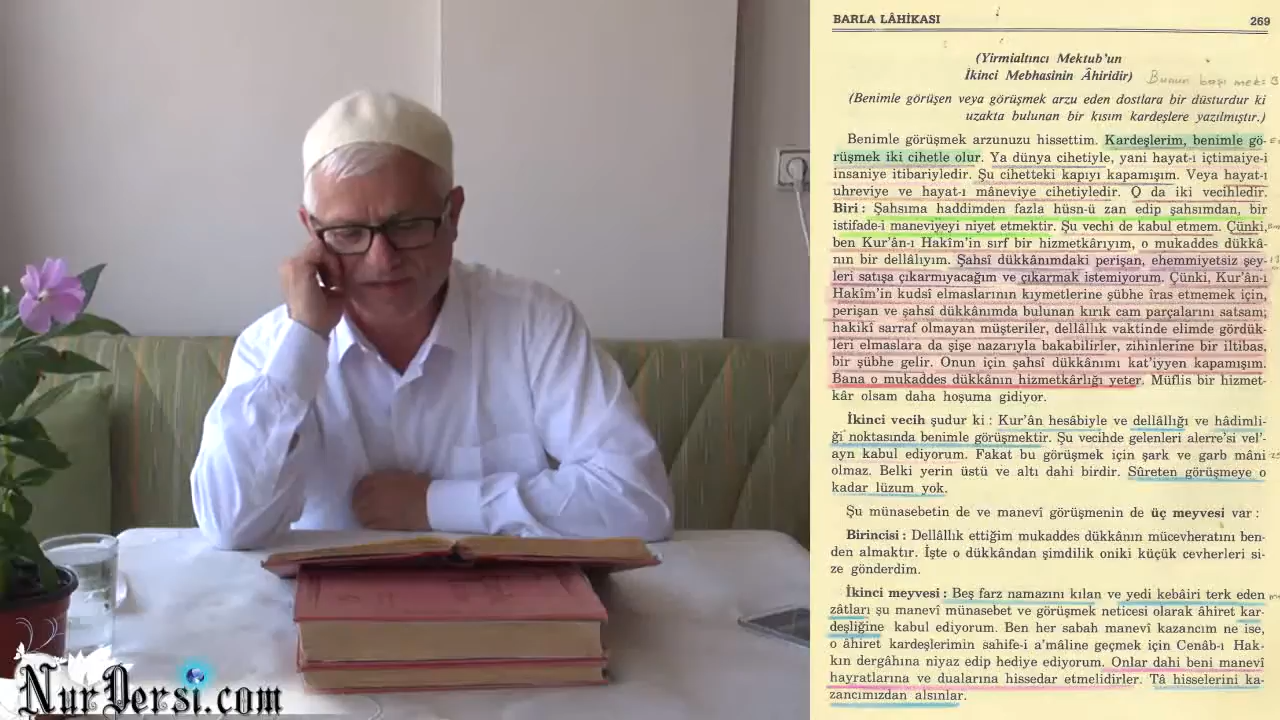 BARLA LÂHİKASI 269
(Yirmialtıncı Mektub'un
İkinci Mebhasinin Âhiridir) Bunun başı mek:
(Benimle görüşen veya görüşmek arzu eden dostlara bir düsturdur ki
uzakta bulunan bir kısım kardeşlere yazılmıştır.)
Benimle görüşmek arzunuzu hissettim. Kardeşlerim, benimle gö-
rüşmek iki cihetle olur. Ya dünya cihetiyle, yani hayat-ı içtimaiye-i
insaniye itibariyledir. Şu cihetteki kapıyı kapamışım. Veya hayat-ı
uhreviye ve hayat-ı mâneviye cihetiyledir. O da iki vecihledir.
Biri : Şahsıma haddimden fazla hüsn-ü zan edip şahsımdan, bir
istifade-i maneviyeyi niyet etmektir. Şu vechi de kabul etmem. Çünki,
ben Kur'ân-ı Hakîm'in sırf bir hizmetkârıyım, o mukaddes dükkâ-
nın bir dellâlıyım. Şahsî dükkânımdaki perişan, ehemmiyetsiz şey-
leri satışa çıkarmıyacağım ve çıkarmak istemiyorum. Çünki, Kur'ân-ı
Hakîm'in kudsî elmaslarının kıymetlerine şübhe îras etmemek için,
perişan ve şahsî dükkânımda bulunan kırık cam parçalarını satsam;
hakikî sarraf olmayan müşteriler, dellâllık vaktinde elimde gördük-
leri elmaslara da şişe nazarıyla bakabilirler, zihinlerine bir iltibas,
bir şübhe gelir. Onun için şahsî dükkânımı kat'iyyen kapamışım.
Bana o mukaddes dükkânın hizmetkârlığı yeter. Müflis bir hizmet-
kâr olsam daha hoşuma gidiyor.
İkinci vecih şudur ki : Kur'ân hesâbiyle ve dellâllığı ve hâdimli-
ği noktasında benimle görüşmektir. Şu vecihde gelenleri alerre'si vel'-
ayn kabul ediyorum. Fakat bu görüşmek için şark ve garb mâni
olmaz. Belki yerin üstü ve altı dahi birdir. Sûreten görüşmeye o
kadar lüzum yok.
Şu münasebetin de ve manevî görüşmenin de üç meyvesi var :
Birincisi : Dellâllık ettiğim mukaddes dükkânın mücevheratını ben-
den almaktır. İşte o dükkândan şimdilik oniki küçük cevherleri si-
ze gönderdim.
İkinci meyvesi : Beş farz namazını kılan ve yedi kebâiri terk eden
zâtları şu manevî münasebet ve görüşmek neticesi olarak âhiret kar-
deşliğine kabul ediyorum. Ben her sabah manevî kazancım ne ise,
o âhiret kardeşlerimin sahife-i a'mâline geçmek için Cenâb-ı Hak-
kın dergâhına niyaz edip hediye ediyorum. Onlar dahi beni manevî
hayratlarına ve dualarına hissedar etmelidirler. Tâ hisselerini ka-
zancımızdan alsınlar.
NurDersi.com